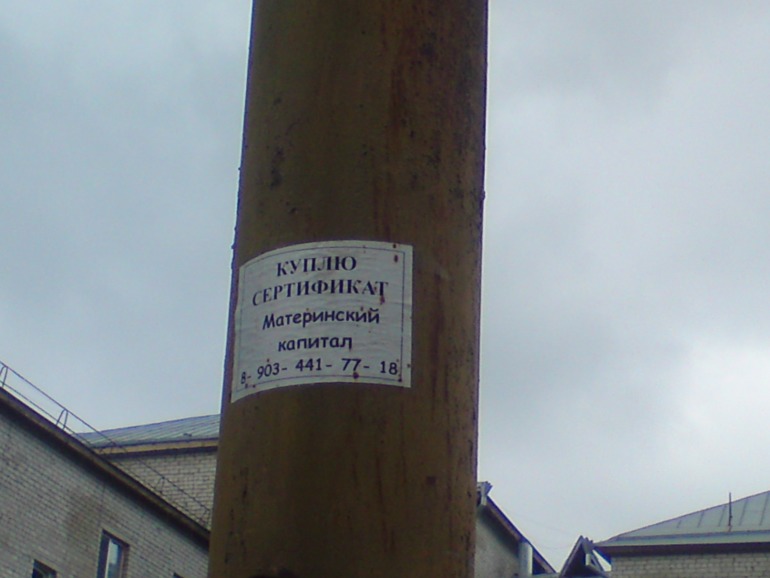 КУПЛЮ
СЕРТИФИКАТ
Материнский
капитал
8- 903- 441- 77- 18